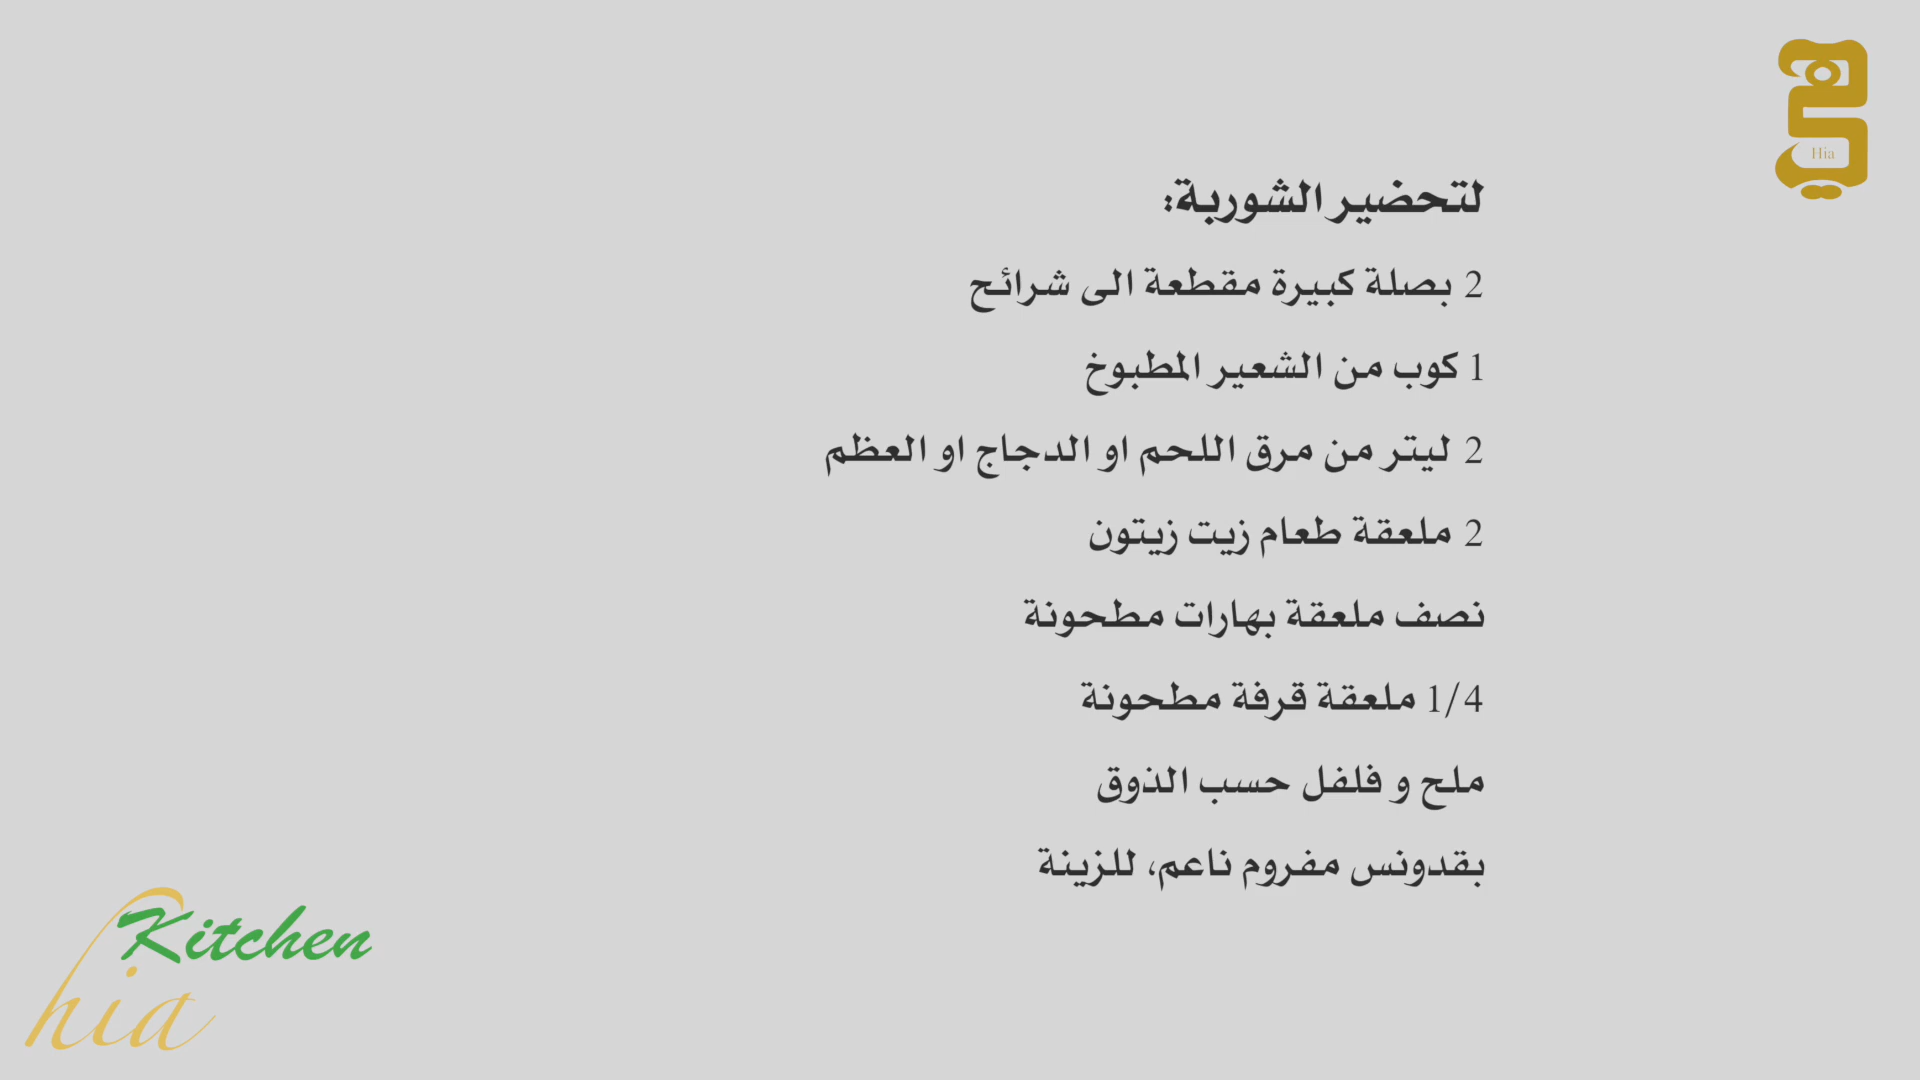 Hia
لتحضير الشوربة:
2 بصلة كبيرة مقطعة الى شرائح
1 كوب من الشعير المطبوخ
2 ليتر من مرق اللحم او الدجاج او العظم
2 ملعقة طعام زيت زيتون
نصف ملعقة بهارات مطحونة
1/4 ملعقة قرفة مطحونة
ملح و فلفل حسب الذوق
بقدونس مفروم ناعم، للزينة
Kitchen
hia